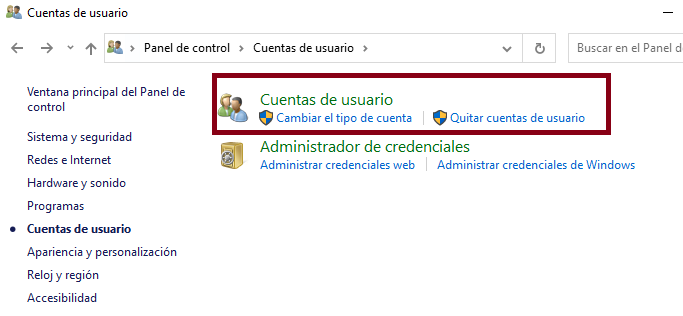 Cuentas de usuario
Panel de control > Cuentas de usuario >
Buscar en el Panel d
Ventana principal del Panel de
control
Sistema y seguridad
Redes e Internet
Hardware y sonido
Programas
Cuentas de usuario
Apariencia y personalización
Reloj y región
Accesibilidad
Cuentas de usuario
Cambiar el tipo de cuenta
Quitar cuentas de usuario
Administrador de credenciales
Administrar credenciales web
Administrar credenciales de Windows